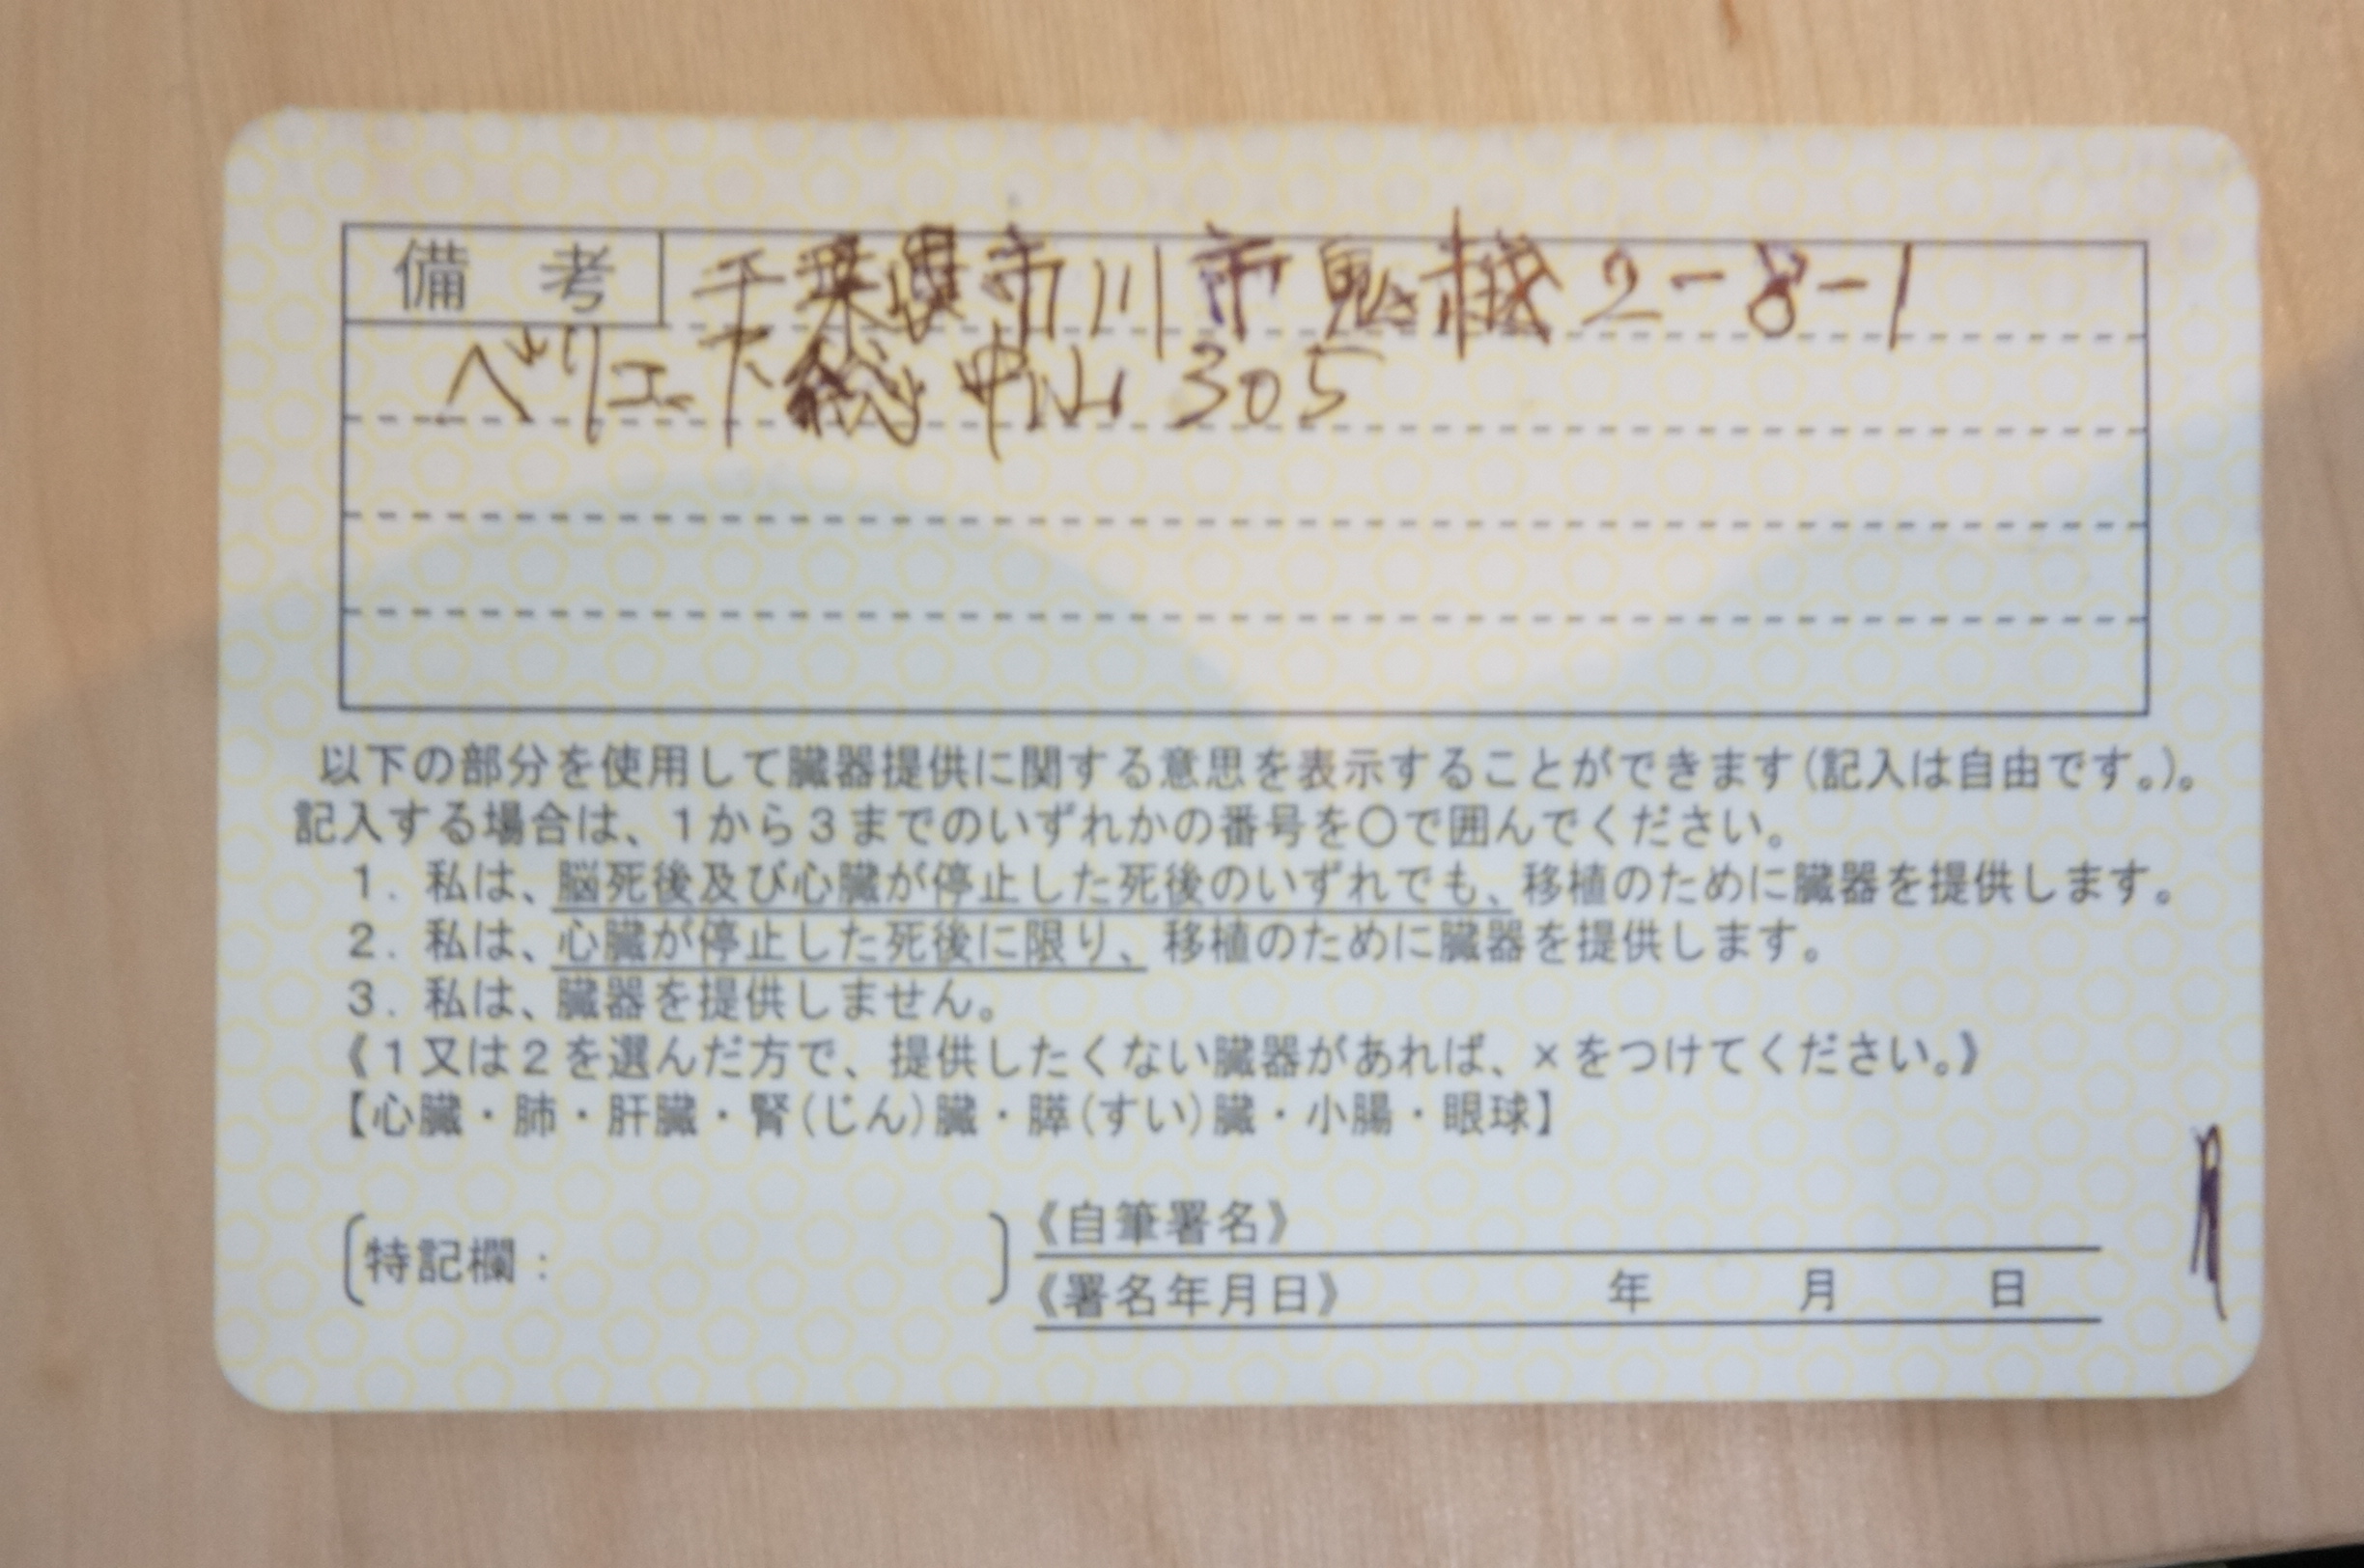 備考 千葉県市川市鬼越2-8-1
ベリエ下総中山 305
以下の部分を使用して臓器提供に関する意思を表示することができます(記入は自由です。)。
記入する場合は、1から3までのいずれかの番号を〇で囲んでください。
1. 私は、脳死後及び心臓が停止した死後のいずれでも、移植のために臓器を提供します。
2. 私は、心臓が停止した死後に限り、移植のために臓器を提供します。
3. 私は、臓器を提供しません。
《1又は2を選んだ方で、提供したくない臓器があれば、×をつけてください。》
【心臓・肺・肝臓・腎(じん)臓・膵(すい)臓・小腸・眼球】
〔特記欄:〕
《自筆署名》
《署名年月日》 年 月 日